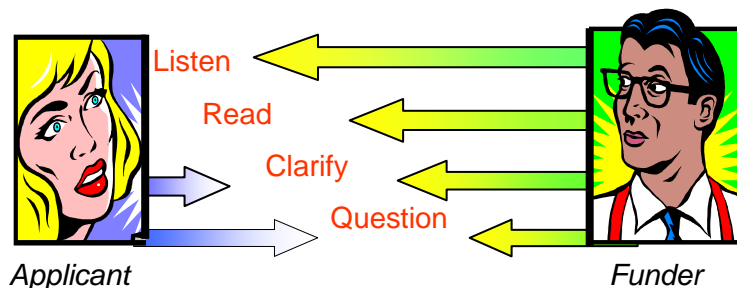 Listen
Read
Clarify
Question
Applicant
Funder